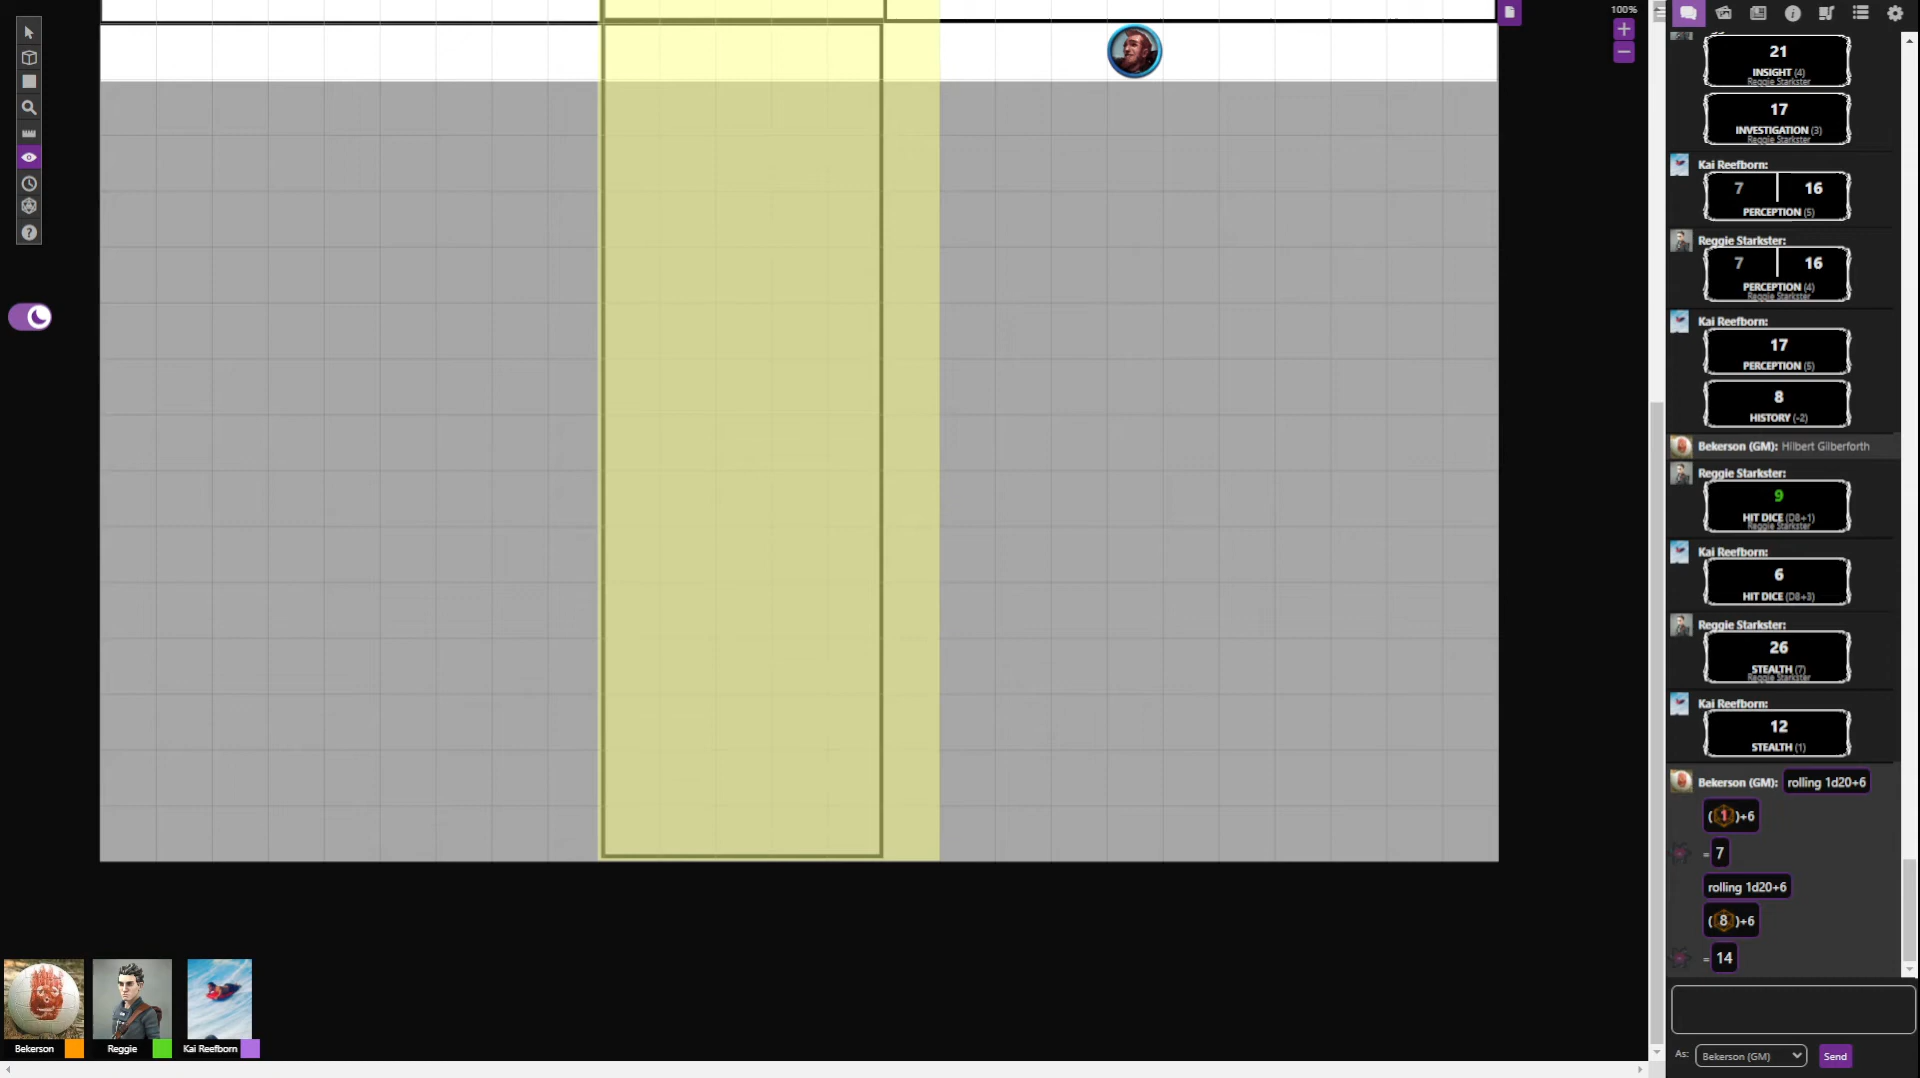 100%
21
INSIGHT (4)
Reggie Starkster
17
INVESTIGATION (3)
Reggie Starkster
Kai Reefborn:
7 16
PERCEPTION (5)
Reggie Starkster:
7 16
PERCEPTION (4)
Reggie Starkster
Kai Reefborn:
17
PERCEPTION (5)
8
HISTORY (-2)
Bekerson (GM): Hilbert Gilberforth
Reggie Starkster:
9
HIT DICE (D8+1)
Reggie Starkster
Kai Reefborn:
6
HIT DICE (D8+3)
Reggie Starkster:
26
STEALTH (7)
Reggie Starkster
Kai Reefborn:
12
STEALTH (1)
Bekerson (GM): rolling 1d20+6
(1)+6
= 7
rolling 1d20+6
(8)+6
= 14
As: Bekerson (GM) Send
Bekerson Reggie Kai Reefborn